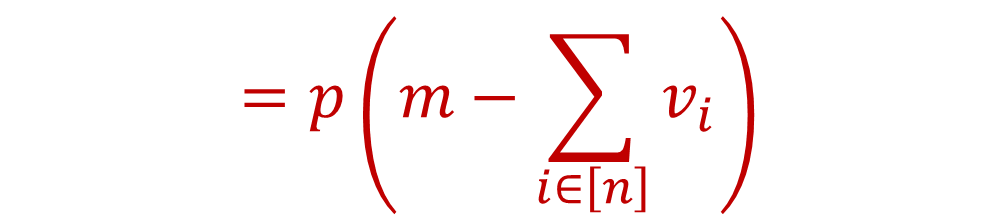 = p(m − ∑_{i∈[n]} v_i)